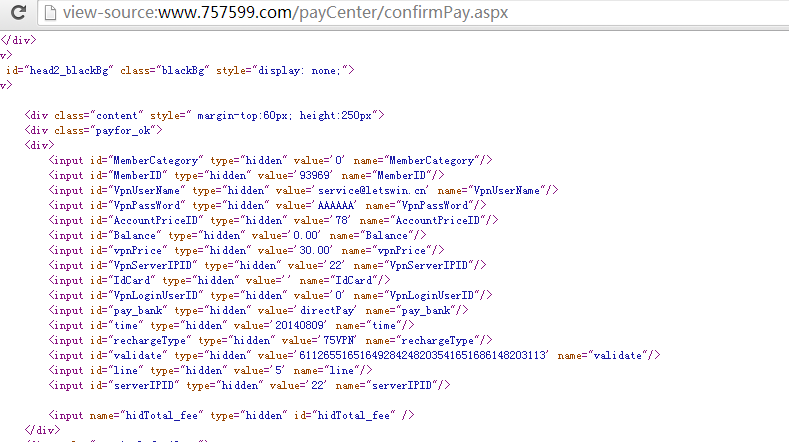 view-source:www.757599.com/payCenter/confirmPay.aspx
</div>
v>
id="head2_blackBg" class="blackBg" style="display: none;">
v>
<div class="content" style=" margin-top:60px; height:250px">
<div class="payfor_ok">
<div>
<input id="MemberCategory" type="hidden" value='0' name="MemberCategory"/>
<input id="MemberID" type="hidden" value='93969' name="MemberID"/>
<input id="VpnUserName" type="hidden" value='service@letswin.cn' name="VpnUserName"/>
<input id="VpnPassWord" type="hidden" value='AAAAAA' name="VpnPassWord"/>
<input id="AccountPriceID" type="hidden" value='78' name="AccountPriceID"/>
<input id="Balance" type="hidden" value='0.00' name="Balance"/>
<input id="vpnPrice" type="hidden" value='30.00' name="vpnPrice"/>
<input id="VpnServerIPID" type="hidden" value='22' name="VpnServerIPID"/>
<input id="IdCard" type="hidden" value='' name="IdCard"/>
<input id="VpnLoginUserID" type="hidden" value='0' name="VpnLoginUserID"/>
<input id="pay_bank" type="hidden" value='directPay' name="pay_bank"/>
<input id="time" type="hidden" value='20140809' name="time"/>
<input id="rechargeType" type="hidden" value='75VPN' name="rechargeType"/>
<input id="validate" type="hidden" value='61126551651649284248203541651686148203113' name="validate"/>
<input id="line" type="hidden" value='5' name="line"/>
<input id="serverIPID" type="hidden" value='22' name="serverIPID"/>
<input name="hidTotal_fee" type="hidden" id="hidTotal_fee" />
</div>